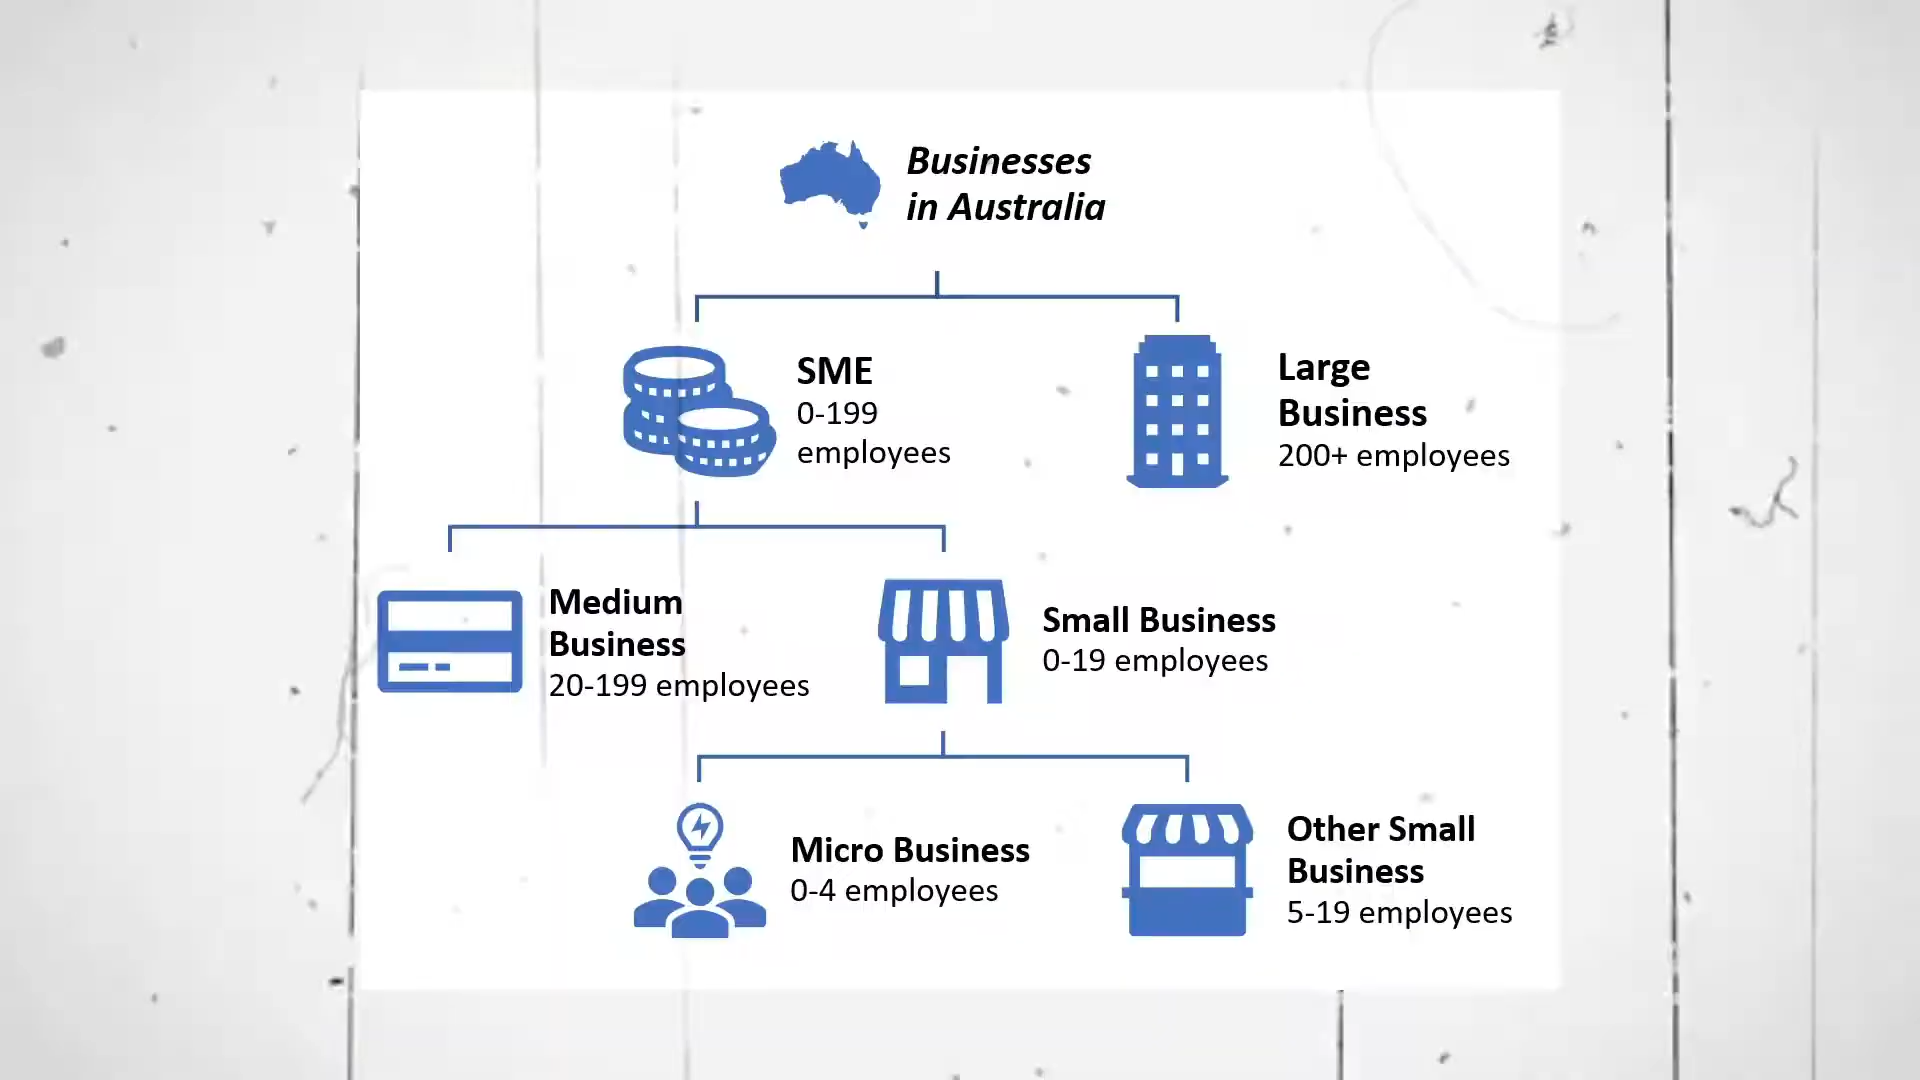 Businesses
in Australia
SME
0-199
employees
Large
Business
200+ employees
Medium
Business
20-199 employees
Small Business
0-19 employees
Micro Business
0-4 employees
Other Small
Business
5-19 employees